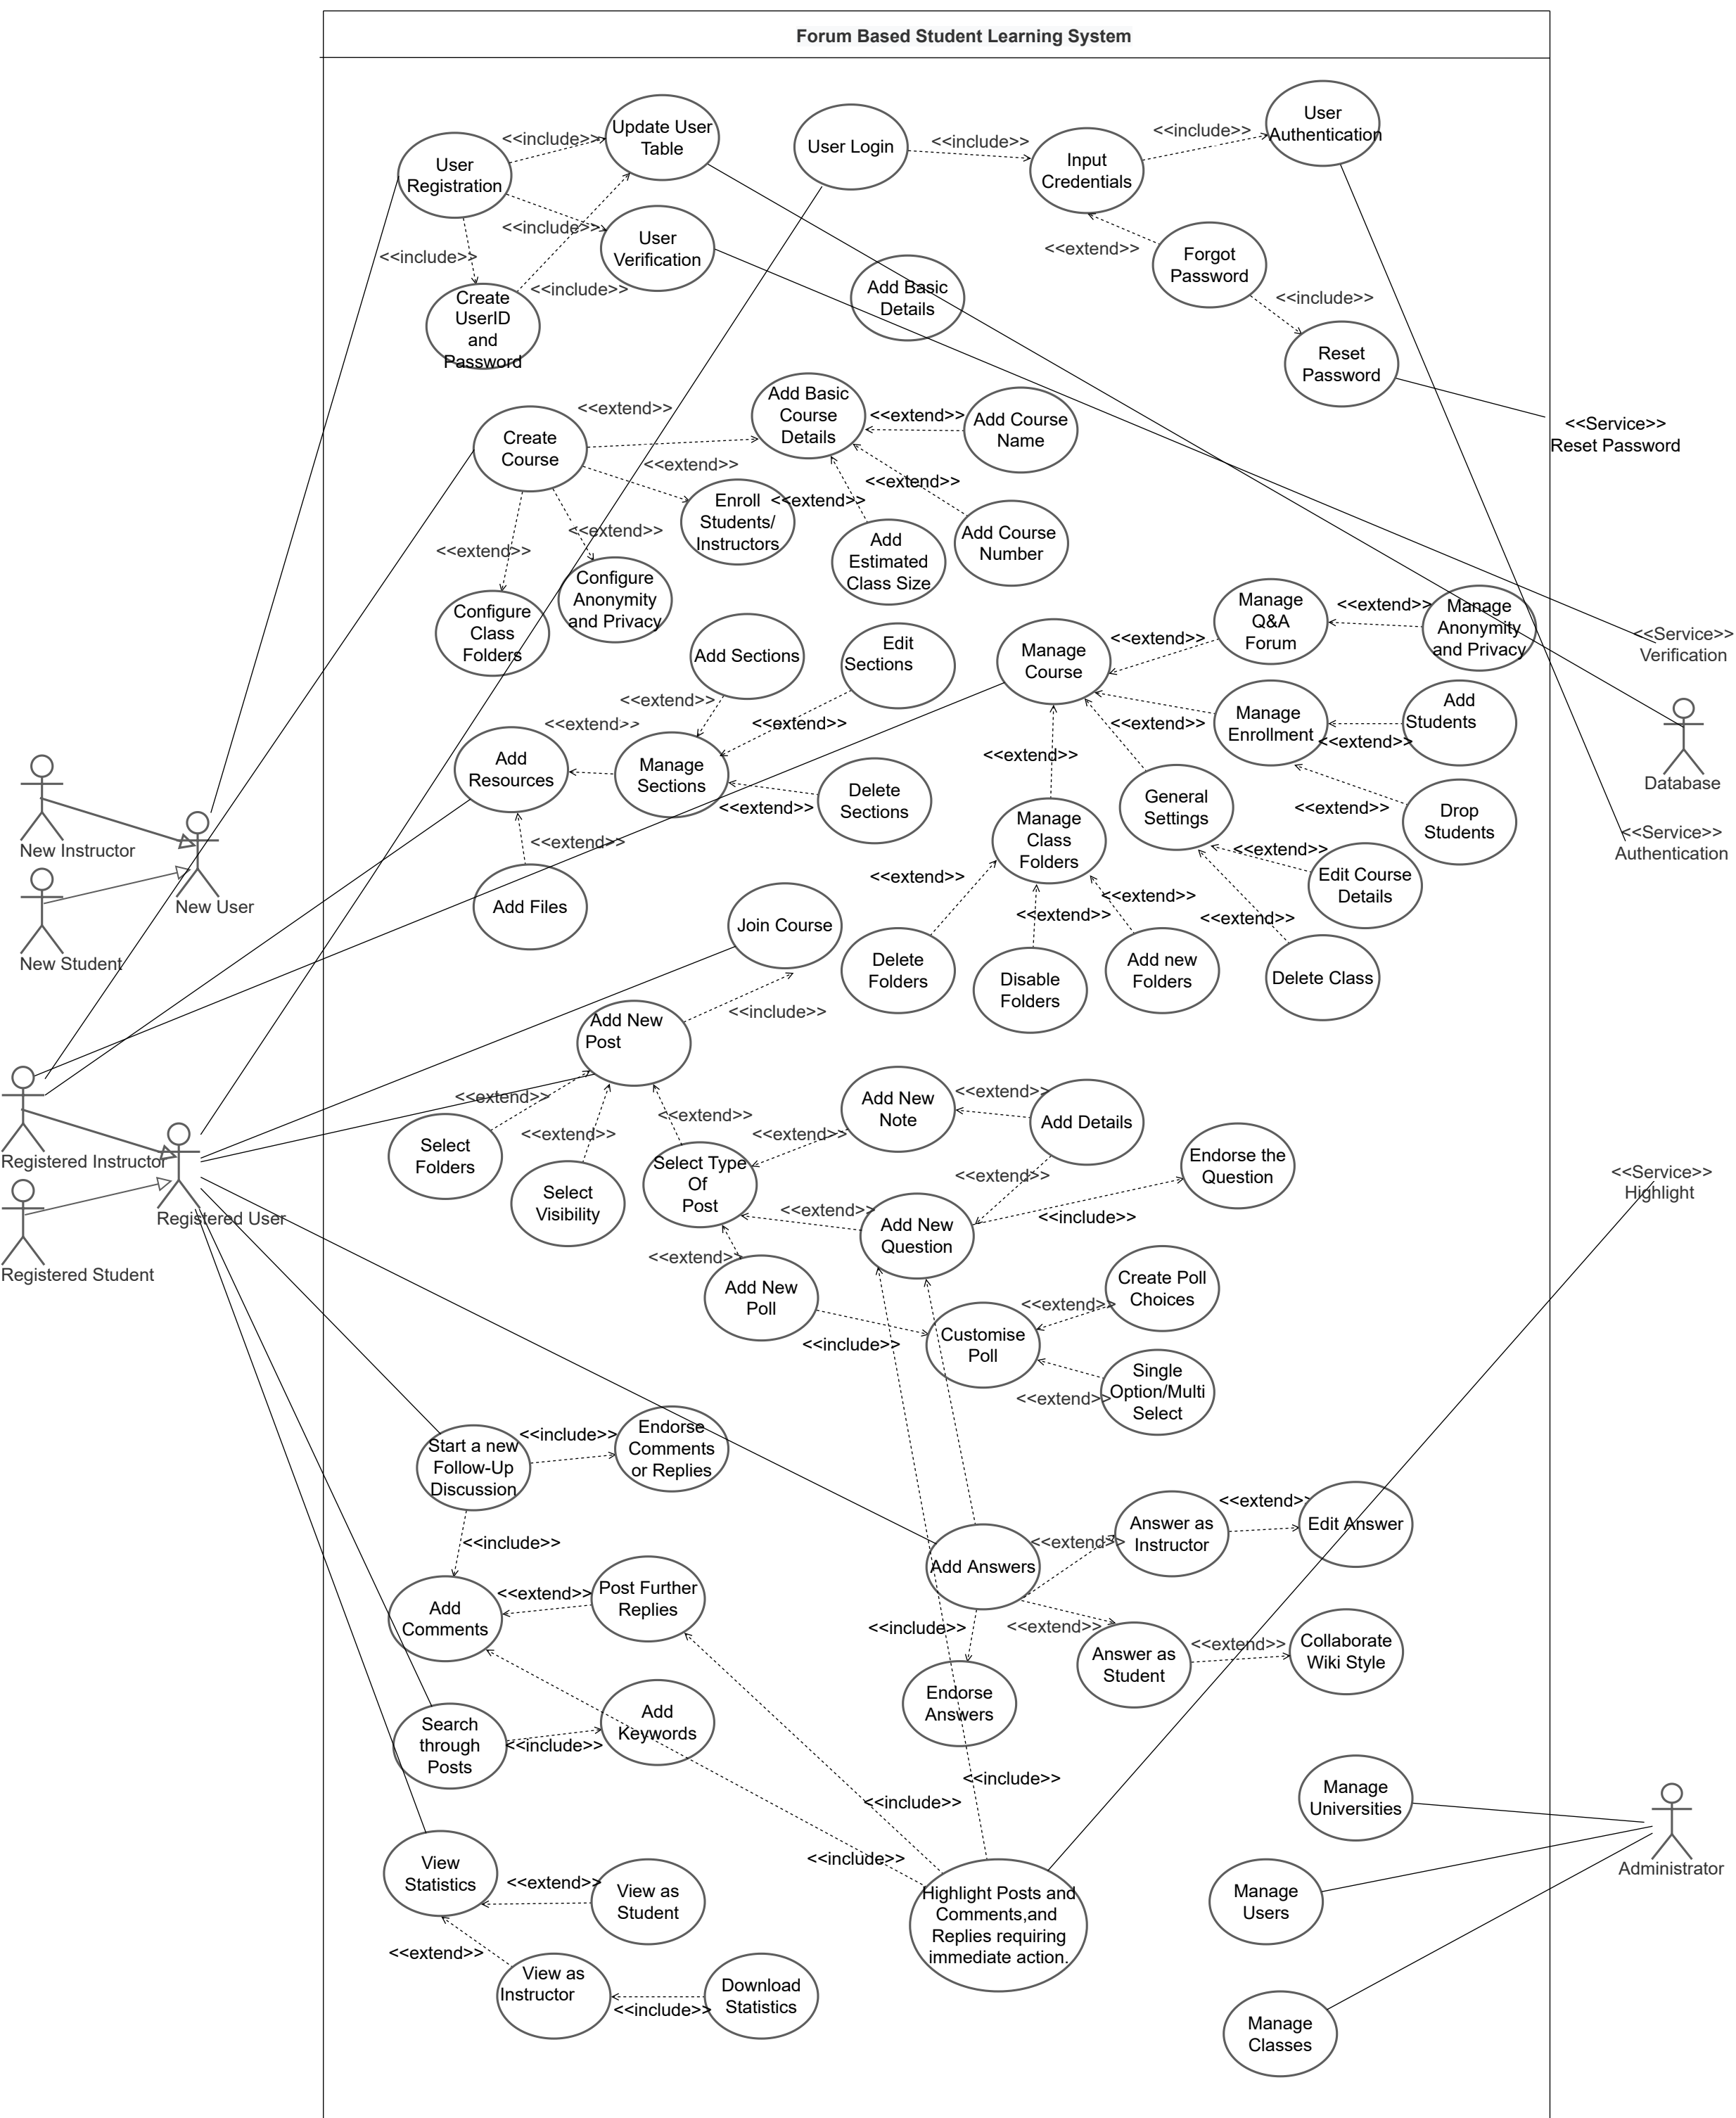 Forum Based Student Learning System
User
Registration
<<include>>
Update User
Table
<<include>>
User
Verification
<<include>>
Create
UserID
and
Password
<<include>>
User Login
<<include>>
Input
Credentials
<<include>>
User
Authentication
<<extend>>
Forgot
Password
<<include>>
Reset
Password
<<Service>>
Reset Password
Add Basic
Details
Create
Course
<<extend>>
Add Basic
Course
Details
<<extend>>
Add Course
Name
<<extend>>
Enroll
Students/
Instructors
<<extend>>
<<extend>>
Add
Estimated
Class Size
Add Course
Number
<<extend>>
<<extend>>
Configure
Anonymity
and Privacy
Configure
Class
Folders
Add Sections
Edit
Sections
<<extend>>
<<extend>>
<<extend>>
Add
Resources
Manage
Sections
<<extend>>
Delete
Sections
<<extend>>
Add Files
Manage
Course
<<extend>>
Manage
Q&A
Forum
<<extend>>
Manage
Anonymity
and Privacy
<<extend>>
Manage
Enrollment
<<extend>>
Add
Students
<<extend>>
Drop
Students
<<extend>>
Manage
Class
Folders
General
Settings
<<extend>>
Edit Course
Details
<<extend>>
Delete Class
<<extend>>
<<extend>>
<<extend>>
Delete
Folders
Disable
Folders
Add new
Folders
<<Service>>
Verification
Database
<<Service>>
Authentication
New Instructor
New User
New Student
Join Course
<<include>>
Add New
Post
<<extend>>
<<extend>>
<<extend>>
Select
Folders
Select
Visibility
Select Type
Of
Post
<<extend>>
Add New
Note
<<extend>>
Add Details
<<extend>>
Endorse the
Question
<<include>>
<<extend>>
Add New
Question
<<extend>>
Add New
Poll
<<include>>
Customise
Poll
<<extend>>
Create Poll
Choices
<<extend>>
Single
Option/Multi
Select
Registered Instructor
Registered User
Registered Student
<<Service>>
Highlight
Start a new
Follow-Up
Discussion
<<include>>
Endorse
Comments
or Replies
<<include>>
Add
Comments
<<extend>>
Post Further
Replies
Add Answers
<<extend>>
Answer as
Instructor
<<extend>>
Edit Answer
<<include>>
<<extend>>
Answer as
Student
<<extend>>
Collaborate
Wiki Style
Endorse
Answers
Search
through
Posts
<<include>>
Add
Keywords
<<include>>
<<include>>
<<include>>
Highlight Posts and
Comments,and
Replies requiring
immediate action.
View
Statistics
<<extend>>
View as
Student
<<extend>>
View as
Instructor
<<include>>
Download
Statistics
Manage
Universities
Manage
Users
Manage
Classes
Administrator